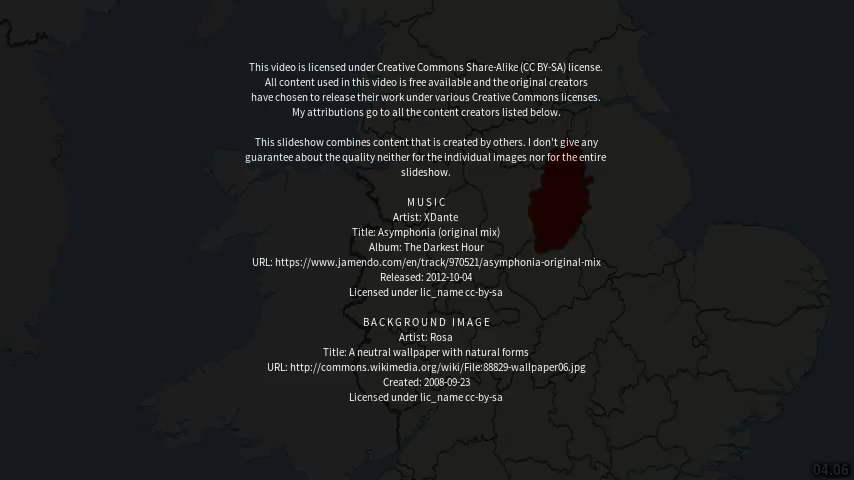 This video is licensed under Creative Commons Share-Alike (CC BY-SA) license.
All content used in this video is free available and the original creators
have chosen to release their work under various Creative Commons licenses.
My attributions go to all the content creators listed below.
This slideshow combines content that is created by others. I don't give any
guarantee about the quality neither for the individual images nor for the entire
slideshow.
MUSIC
Artist: XDante
Title: Asymphonia (original mix)
Album: The Darkest Hour
URL: https://www.jamendo.com/en/track/970521/asymphonia-original-mix
Released: 2012-10-04
Licensed under lic_name cc-by-sa
BACKGROUND IMAGE
Artist: Rosa
Title: A neutral wallpaper with natural forms
URL: http://commons.wikimedia.org/wiki/File:88829-wallpaper06.jpg
Created: 2008-09-23
Licensed under lic_name cc-by-sa
04.06